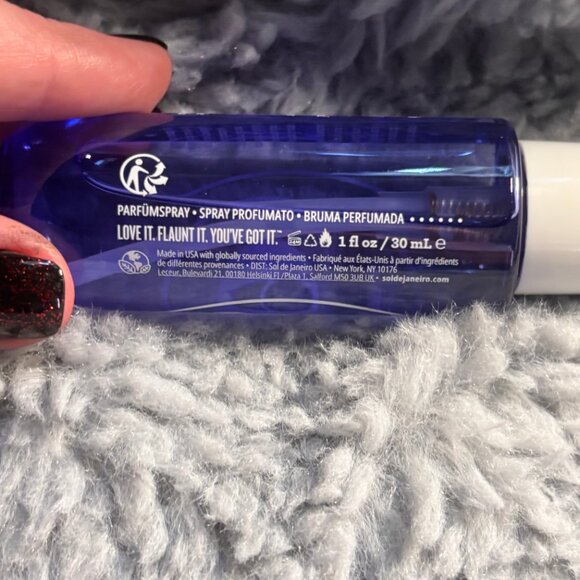 PARFÜMSPRAY • SPRAY PROFUMATO • BRUMA PERFUMADA
LOVE IT. FLAUNT IT. YOU'VE GOT IT.™ 1 fl oz / 30 mL e
Made in USA with globally sourced ingredients • Fabriqué aux États-Unis à partir d'ingrédients
de différentes provenances • DIST: Sol de Janeiro USA • New York, NY 10176
Leceur, Bulevardi 21, 00180 Helsinki FI / Plaza 1, Salford M50 3UB UK • soldejaneiro.com